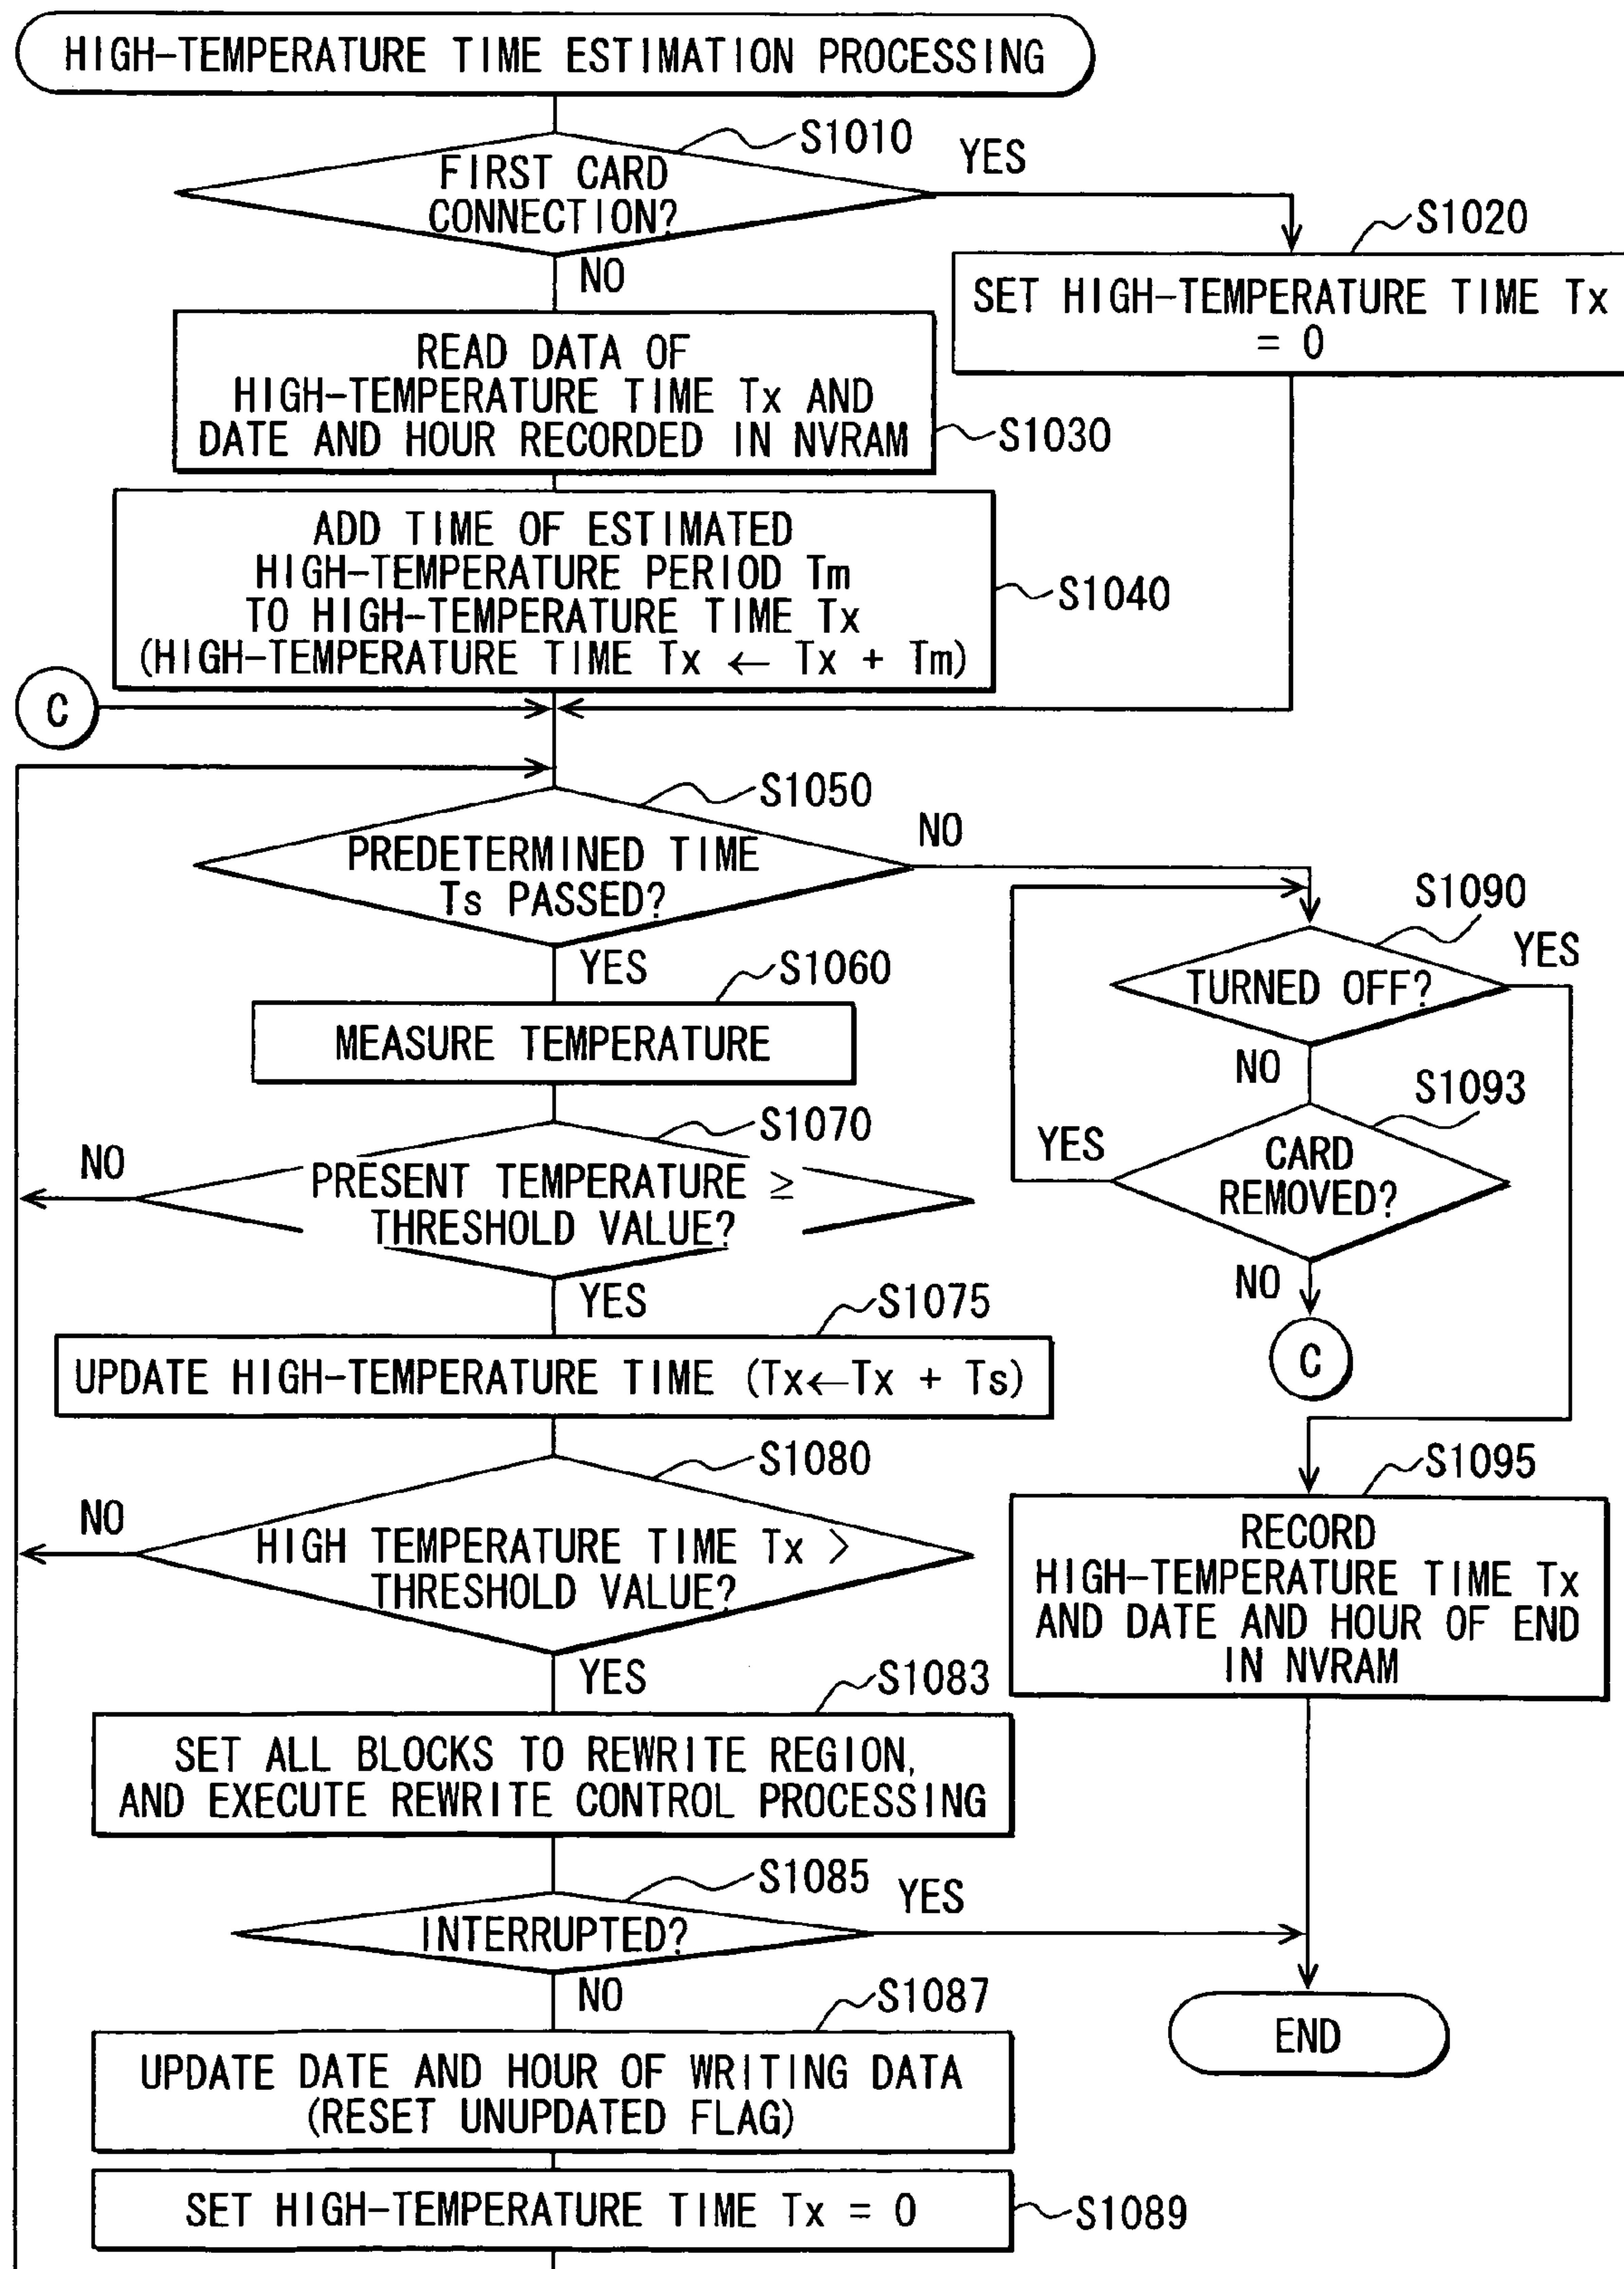 HIGH-TEMPERATURE TIME ESTIMATION PROCESSING
S1010
FIRST CARD
CONNECTION?
YES
NO
S1020
SET HIGH-TEMPERATURE TIME Tx
= 0
READ DATA OF
HIGH-TEMPERATURE TIME Tx AND
DATE AND HOUR RECORDED IN NVRAM
S1030
ADD TIME OF ESTIMATED
HIGH-TEMPERATURE PERIOD Tm
TO HIGH-TEMPERATURE TIME Tx
(HIGH-TEMPERATURE TIME Tx ← Tx + Tm)
S1040
C
S1050
PREDETERMINED TIME
Ts PASSED?
NO
YES
S1060
MEASURE TEMPERATURE
S1070
PRESENT TEMPERATURE ≥
THRESHOLD VALUE?
NO
YES
S1075
UPDATE HIGH-TEMPERATURE TIME (Tx←Tx + Ts)
S1080
HIGH TEMPERATURE TIME Tx >
THRESHOLD VALUE?
NO
YES
S1083
SET ALL BLOCKS TO REWRITE REGION,
AND EXECUTE REWRITE CONTROL PROCESSING
S1085
INTERRUPTED?
YES
NO
S1087
UPDATE DATE AND HOUR OF WRITING DATA
(RESET UNUPDATED FLAG)
SET HIGH-TEMPERATURE TIME Tx = 0
S1089
S1090
TURNED OFF?
YES
NO
S1093
CARD
REMOVED?
YES
NO
C
S1095
RECORD
HIGH-TEMPERATURE TIME Tx
AND DATE AND HOUR OF END
IN NVRAM
END